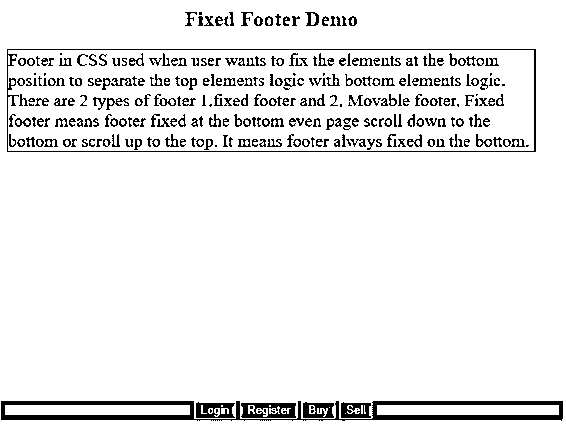 Fixed Footer Demo
Footer in CSS used when user wants to fix the elements at the bottom
position to separate the top elements logic with bottom elements logic.
There are 2 types of footer 1.fixed footer and 2. Movable footer. Fixed
footer means footer fixed at the bottom even page scroll down to the
bottom or scroll up to the top. It means footer always fixed on the bottom.
Login Register Buy Sell